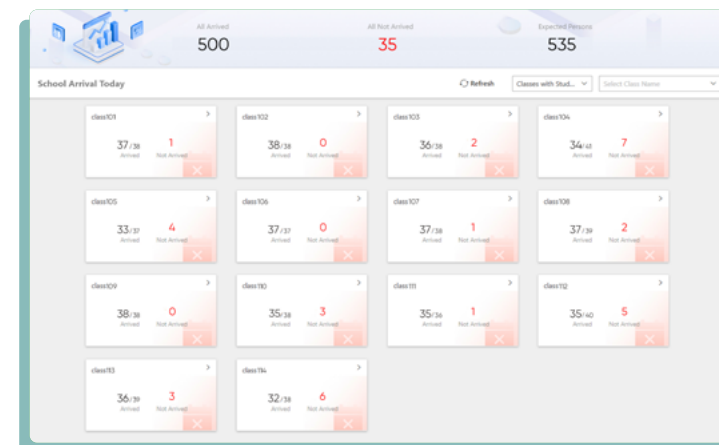 All Arrived All Not Arrived Expected Persons
500 35 535
School Arrival Today Refresh Classes with Stud... Select Class Name
class101 class102 class103 class104
37/38 1 38/38 0 36/38 2 34/41 7
Arrived Not Arrived Arrived Not Arrived Arrived Not Arrived Arrived Not Arrived
class105 class106 class107 class108
33/37 4 37/37 0 37/38 1 37/39 2
Arrived Not Arrived Arrived Not Arrived Arrived Not Arrived Arrived Not Arrived
class109 class110 class111 class112
38/38 0 35/38 3 35/36 1 35/40 5
Arrived Not Arrived Arrived Not Arrived Arrived Not Arrived Arrived Not Arrived
class113 class114
36/39 3 32/38 6
Arrived Not Arrived Arrived Not Arrived